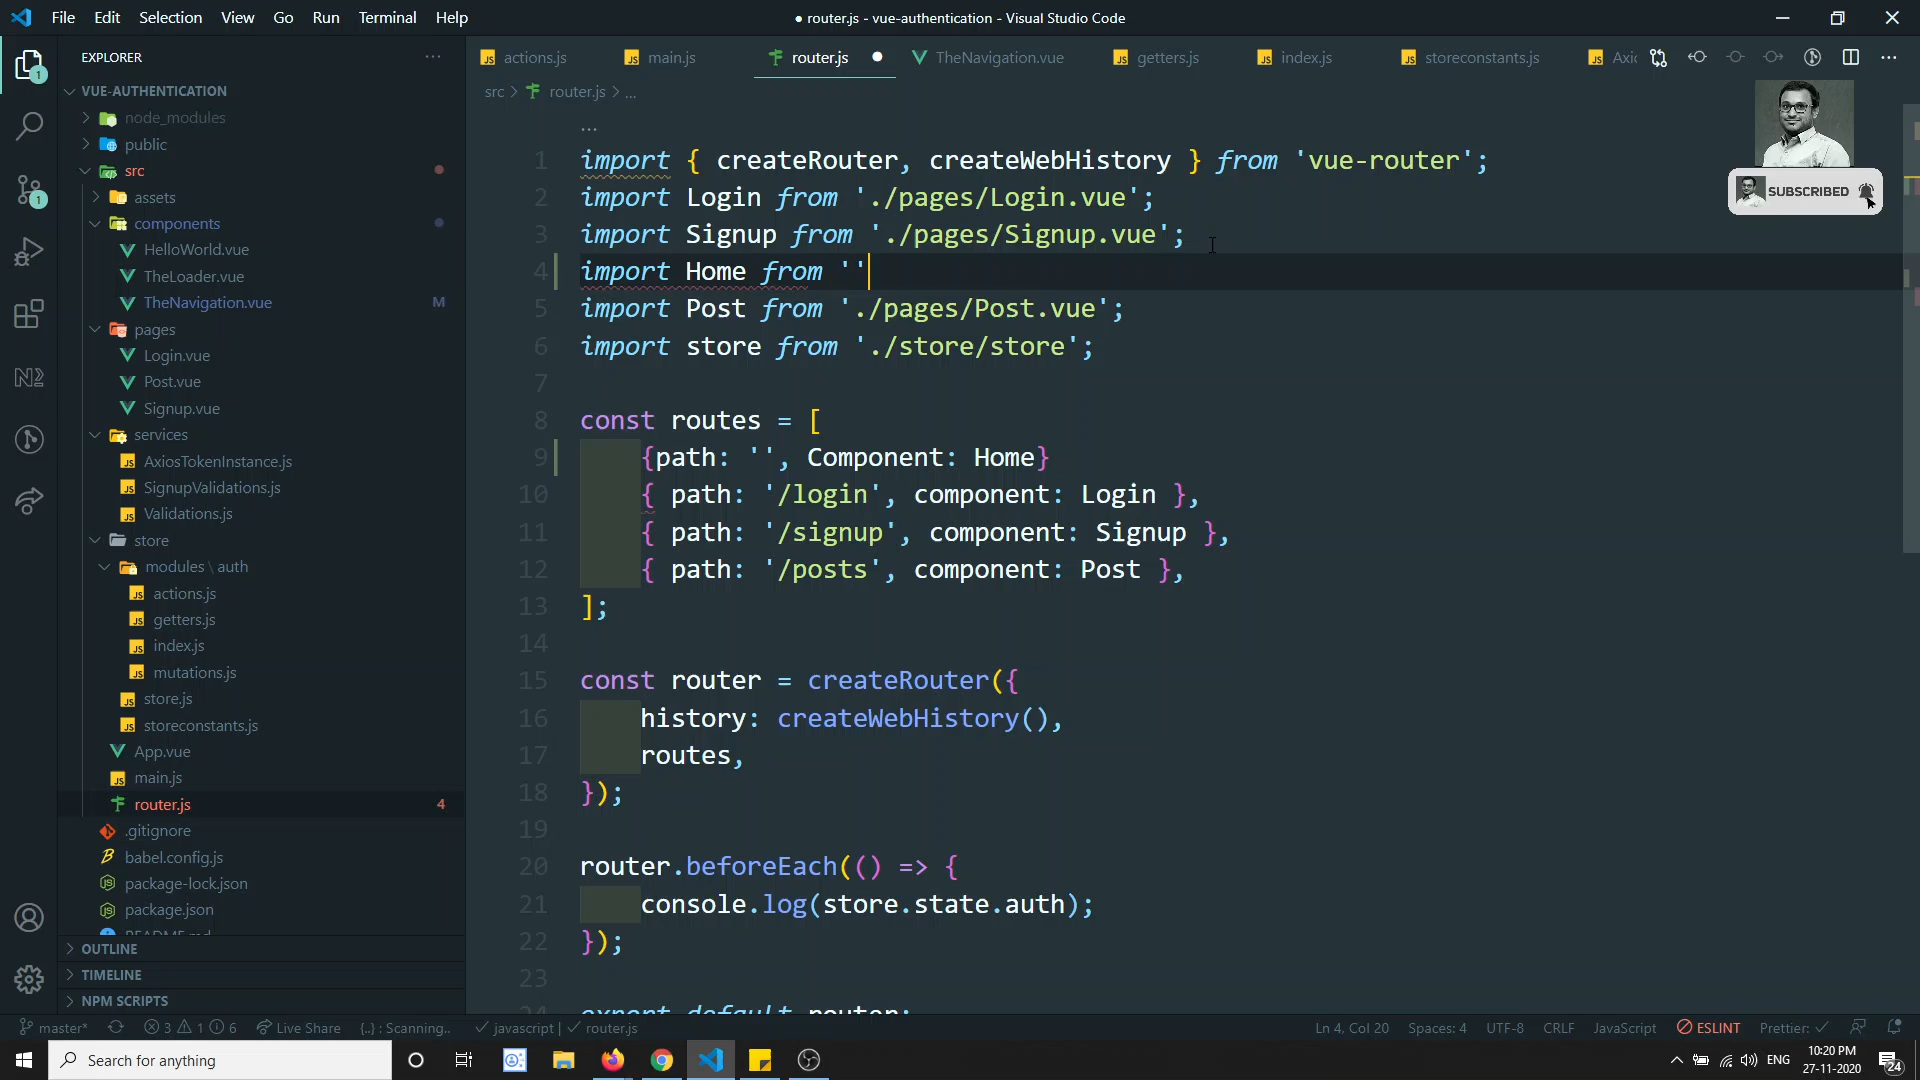 File Edit Selection View Go Run Terminal Help
● router.js - vue-authentication - Visual Studio Code
EXPLORER
actions.js
main.js
router.js
TheNavigation.vue
getters.js
index.js
storeconstants.js
Axi
src > router.js > ...
VUE-AUTHENTICATION
node_modules
public
src
assets
components
HelloWorld.vue
TheLoader.vue
TheNavigation.vue M
pages
Login.vue
Post.vue
Signup.vue
services
AxiosTokenInstance.js
SignupValidations.js
Validations.js
store
modules \ auth
actions.js
getters.js
index.js
mutations.js
store.js
storeconstants.js
App.vue
main.js
router.js 4
.gitignore
babel.config.js
package-lock.json
package.json
README.md
OUTLINE
TIMELINE
NPM SCRIPTS
...
1 import { createRouter, createWebHistory } from 'vue-router';
2 import Login from './pages/Login.vue';
3 import Signup from './pages/Signup.vue';
4 import Home from ''
5 import Post from './pages/Post.vue';
6 import store from './store/store';
7
8 const routes = [
9 {path: '', Component: Home}
10 { path: '/login', component: Login },
11 { path: '/signup', component: Signup },
12 { path: '/posts', component: Post },
13 ];
14
15 const router = createRouter({
16 history: createWebHistory(),
17 routes,
18 });
19
20 router.beforeEach(() => {
21 console.log(store.state.auth);
22 });
23
24 export default router;
SUBSCRIBED
master* 3 1 6 Live Share {..} : Scanning.. javascript | router.js
Ln 4, Col 20 Spaces: 4 UTF-8 CRLF JavaScript ESLINT Prettier: ✓
Search for anything
ENG
10:20 PM
27-11-2020
24